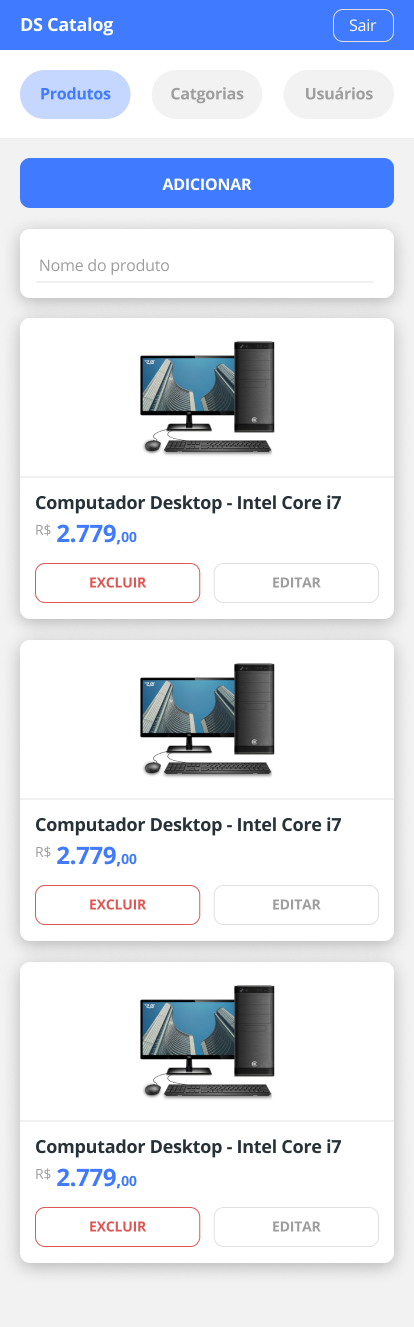 DS Catalog Sair
Produtos Catgorias Usuários
ADICIONAR
Nome do produto
Computador Desktop - Intel Core i7
R$ 2.779,00
EXCLUIR EDITAR
Computador Desktop - Intel Core i7
R$ 2.779,00
EXCLUIR EDITAR
Computador Desktop - Intel Core i7
R$ 2.779,00
EXCLUIR EDITAR